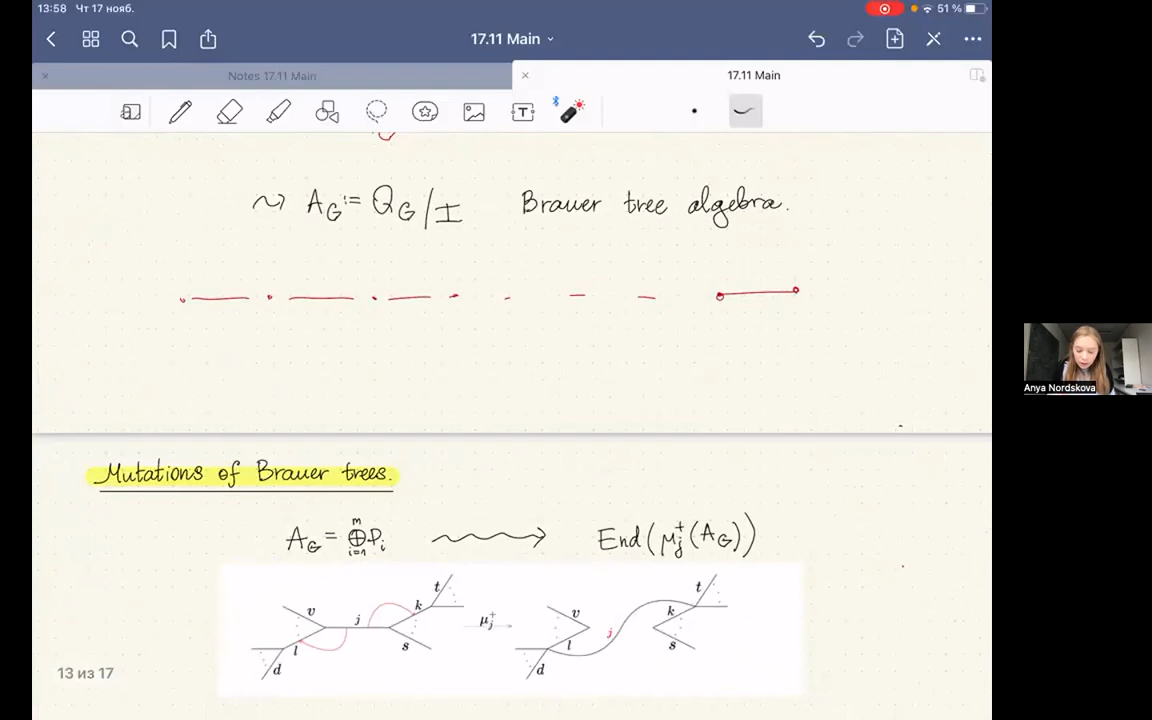 13:58 Чт 17 нояб. 51 %
17.11 Main
Notes 17.11 Main
17.11 Main
⤳ A_G := Q_G / I Brauer tree algebra.
Mutations of Brauer trees.
A_G = ⊕_{i=1}^{m} P_i ⟿ End(μ_j^+(A_G))
v j k t l d s
μ_j^+
v j l d t k s
13 из 17
Anya Nordskova